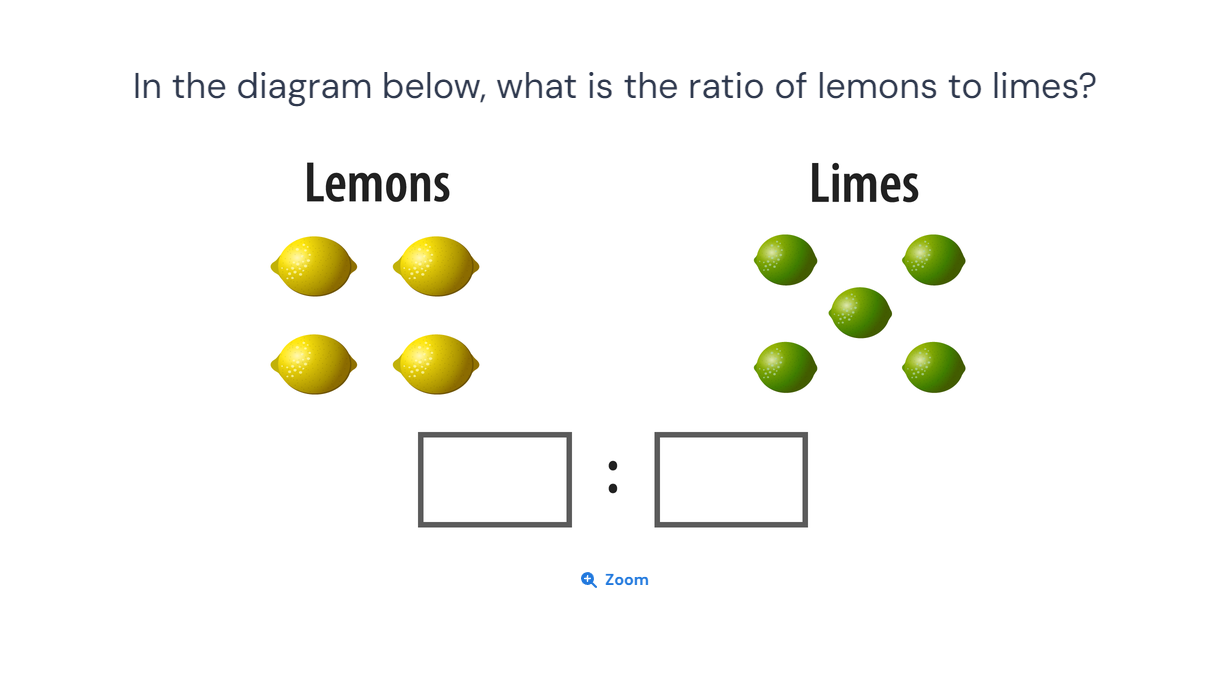 In the diagram below, what is the ratio of lemons to limes?
Lemons
Limes
:
Zoom